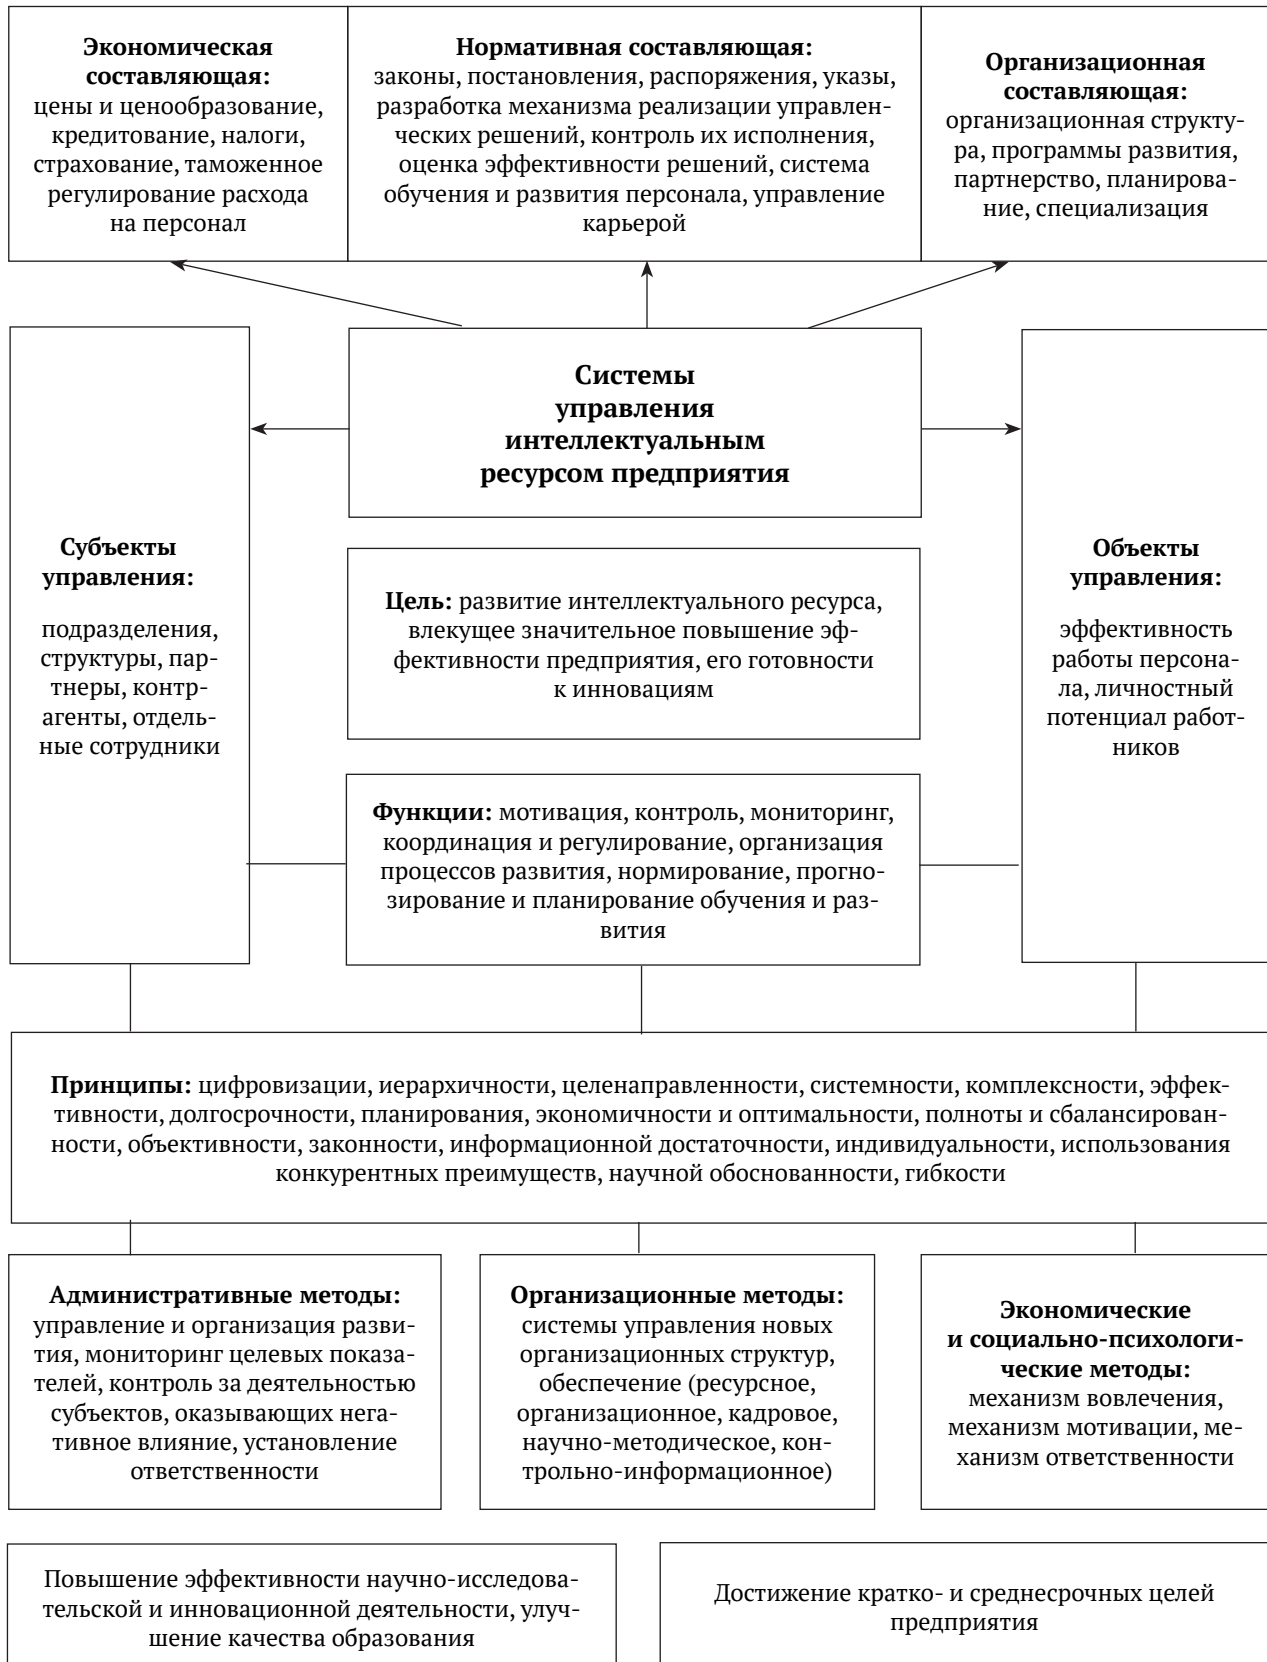 Экономическая
составляющая:
цены и ценообразование,
кредитование, налоги,
страхование, таможенное
регулирование расхода
на персонал
Нормативная составляющая:
законы, постановления, распоряжения, указы,
разработка механизма реализации управлен-
ческих решений, контроль их исполнения,
оценка эффективности решений, система
обучения и развития персонала, управление
карьерой
Организационная
составляющая:
организационная структу-
ра, программы развития,
партнерство, планирова-
ние, специализация
Системы
управления
интеллектуальным
ресурсом предприятия
Субъекты
управления:
подразделения,
структуры, пар-
тнеры, контр-
агенты, отдель-
ные сотрудники
Цель: развитие интеллектуального ресурса,
влекущее значительное повышение эф-
фективности предприятия, его готовности
к инновациям
Объекты
управления:
эффективность
работы персона-
ла, личностный
потенциал работ-
ников
Функции: мотивация, контроль, мониторинг,
координация и регулирование, организация
процессов развития, нормирование, прогно-
зирование и планирование обучения и раз-
вития
Принципы: цифровизации, иерархичности, целенаправленности, системности, комплексности, эффек-
тивности, долгосрочности, планирования, экономичности и оптимальности, полноты и сбалансирован-
ности, объективности, законности, информационной достаточности, индивидуальности, использования
конкурентных преимуществ, научной обоснованности, гибкости
Административные методы:
управление и организация разви-
тия, мониторинг целевых показа-
телей, контроль за деятельностью
субъектов, оказывающих нега-
тивное влияние, установление
ответственности
Организационные методы:
системы управления новых
организационных структур,
обеспечение (ресурсное,
организационное, кадровое,
научно-методическое, кон-
трольно-информационное)
Экономические
и социально-психологи-
ческие методы:
механизм вовлечения,
механизм мотивации, ме-
ханизм ответственности
Повышение эффективности научно-исследова-
тельской и инновационной деятельности, улуч-
шение качества образования
Достижение кратко- и среднесрочных целей
предприятия